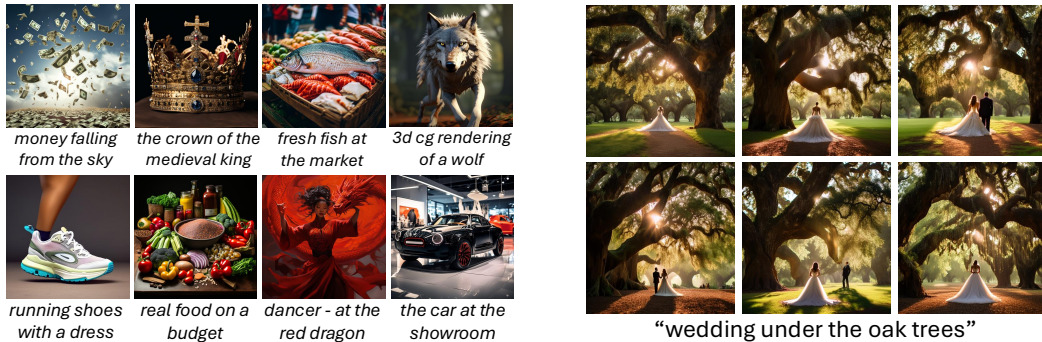 money falling
from the sky
the crown of the
medieval king
fresh fish at
the market
3d cg rendering
of a wolf
running shoes
with a dress
real food on a
budget
dancer - at the
red dragon
the car at the
showroom
“wedding under the oak trees”